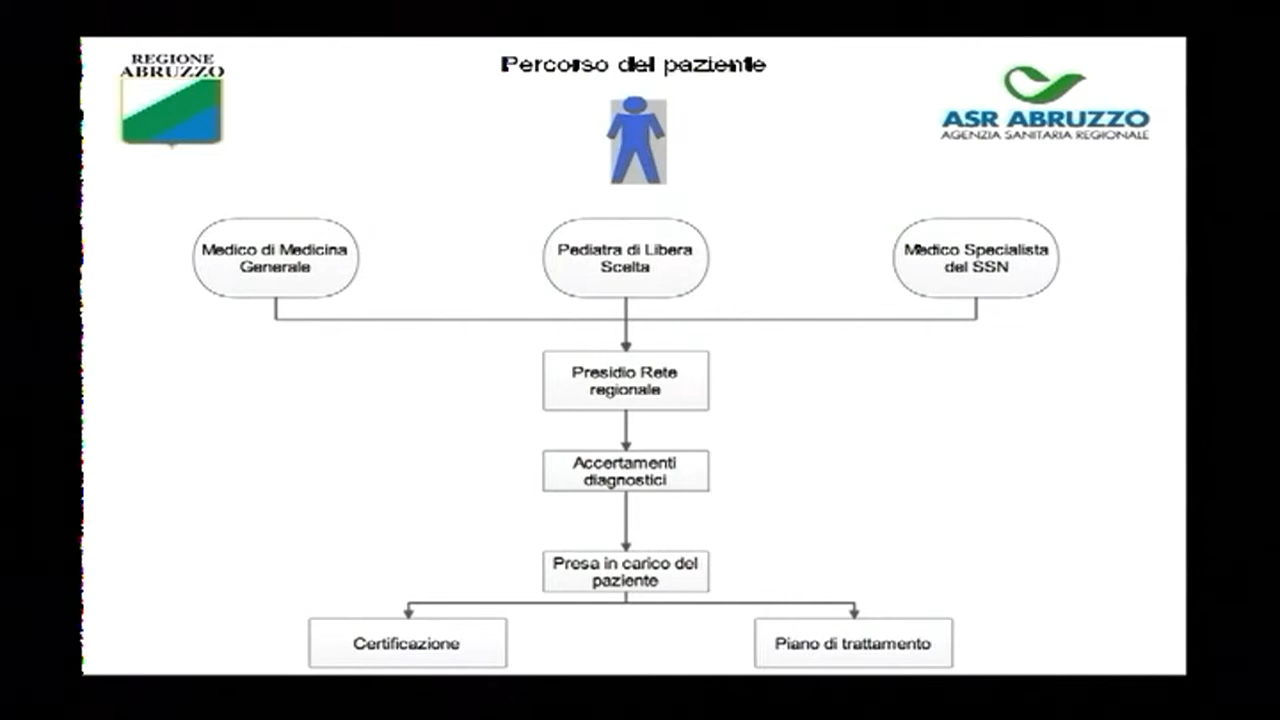 REGIONE
ABRUZZO
Percorso del paziente
ASR ABRUZZO
AGENZIA SANITARIA REGIONALE
Medico di Medicina
Generale
Pediatra di Libera
Scelta
Medico Specialista
del SSN
Presidio Rete
regionale
Accertamenti
diagnostici
Presa in carico del
paziente
Certificazione
Piano di trattamento